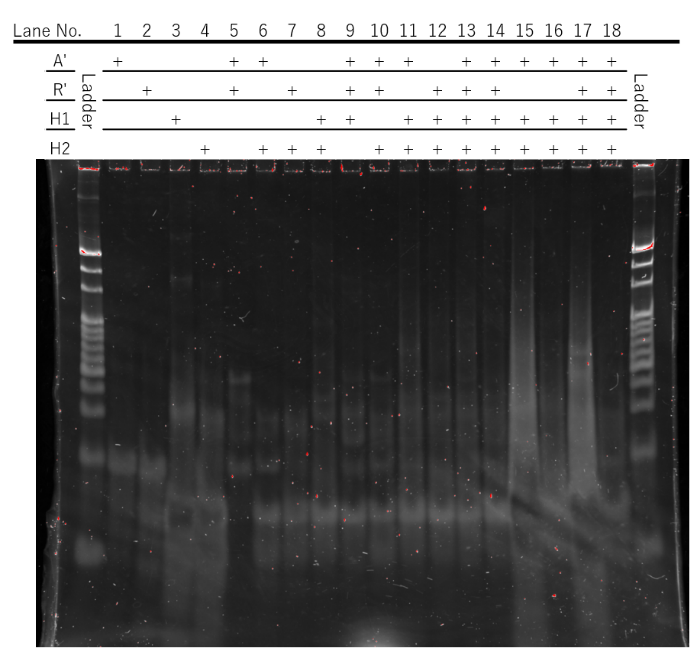 Lane No. 1 2 3 4 5 6 7 8 9 10 11 12 13 14 15 16 17 18
A' + + + + + + + + + + + +
R' + + + + + + + + +
H1 + + + + + + + + + + +
H2 + + + + + + + + + + + + +
Ladder
Ladder